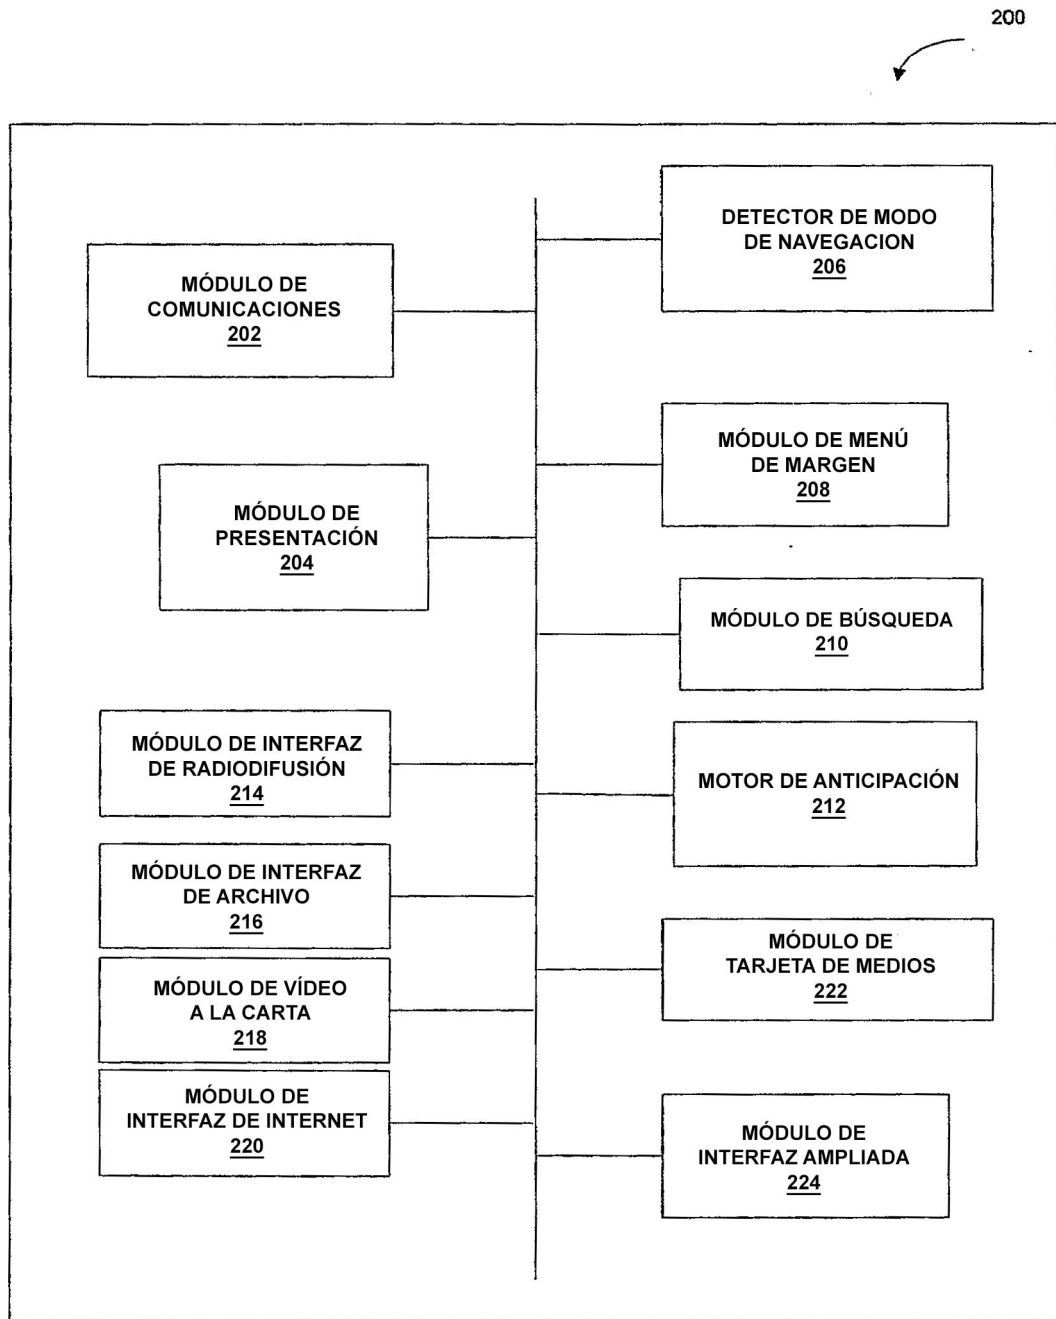 200
DETECTOR DE MODO
DE NAVEGACION
206
MÓDULO DE
COMUNICACIONES
202
MÓDULO DE MENÚ
DE MARGEN
208
MÓDULO DE
PRESENTACIÓN
204
MÓDULO DE BÚSQUEDA
210
MÓDULO DE INTERFAZ
DE RADIODIFUSIÓN
214
MOTOR DE ANTICIPACIÓN
212
MÓDULO DE INTERFAZ
DE ARCHIVO
216
MÓDULO DE
TARJETA DE MEDIOS
222
MÓDULO DE VÍDEO
A LA CARTA
218
MÓDULO DE
INTERFAZ DE INTERNET
220
MÓDULO DE
INTERFAZ AMPLIADA
224